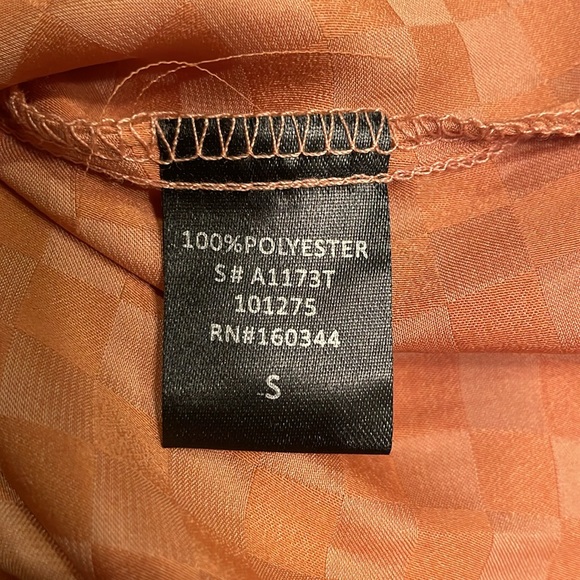 100%POLYESTER
S# A1173T
101275
RN#160344
S